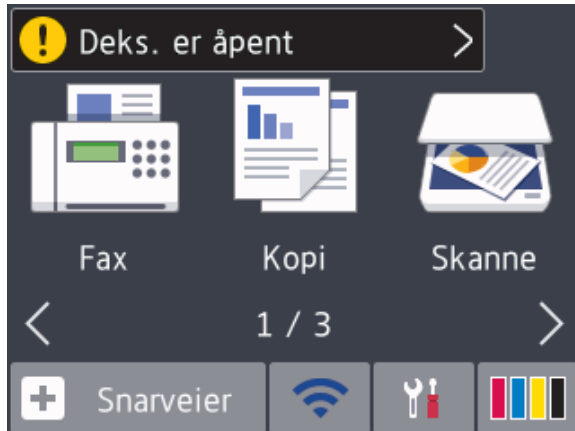 Deks. er åpent
Fax Kopi Skanne
1 / 3
Snarveier